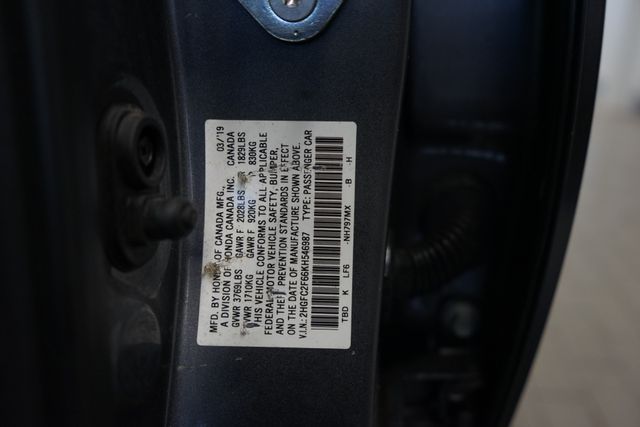 MFD. BY HONDA OF CANADA MFG., 03/'19
A DIVISION OF HONDA CANADA INC. CANADA
GVWR 3769LBS GAWR F 2028LBS R 1829LBS
GVWR 1710KG GAWR F 920KG R 830KG
THIS VEHICLE CONFORMS TO ALL APPLICABLE
FEDERAL MOTOR VEHICLE SAFETY, BUMPER,
AND THEFT PREVENTION STANDARDS IN EFFECT
ON THE DATE OF MANUFACTURE SHOWN ABOVE.
V.I.N.: 2HGFC2F66KH546987 TYPE: PASSENGER CAR
TBD K LF6 -NH797MX -B -H